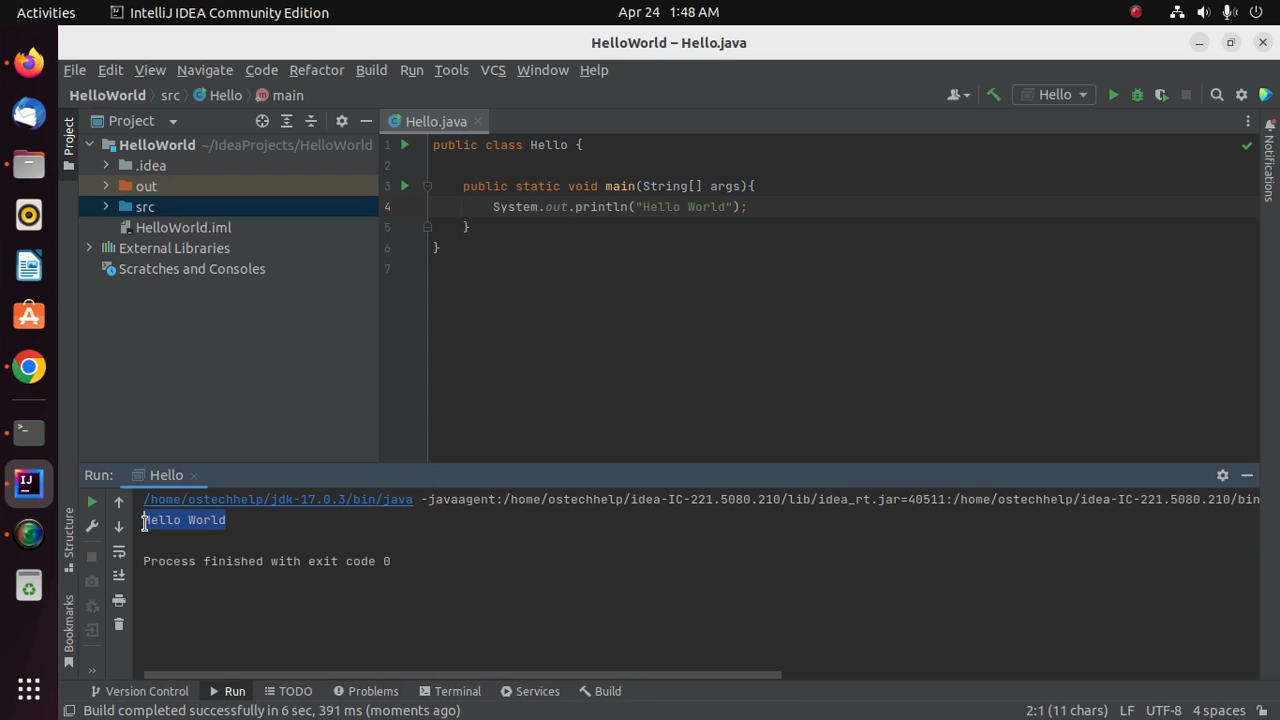 Activities IntelliJ IDEA Community Edition Apr 24 1:48 AM
HelloWorld – Hello.java
File Edit View Navigate Code Refactor Build Run Tools VCS Window Help
HelloWorld src Hello main Hello
Project Hello.java
HelloWorld ~/IdeaProjects/HelloWorld
.idea
out
src
HelloWorld.iml
External Libraries
Scratches and Consoles
1 public class Hello {
2
3 public static void main(String[] args){
4 System.out.println("Hello World");
5 }
6 }
7
Project
Notifications
Structure
Bookmarks
Run: Hello
/home/ostechhelp/jdk-17.0.3/bin/java -javaagent:/home/ostechhelp/idea-IC-221.5080.210/lib/idea_rt.jar=40511:/home/ostechhelp/idea-IC-221.5080.210/bin
Hello World
Process finished with exit code 0
Version Control Run TODO Problems Terminal Services Build
Build completed successfully in 6 sec, 391 ms (moments ago) 2:1 (11 chars) LF UTF-8 4 spaces